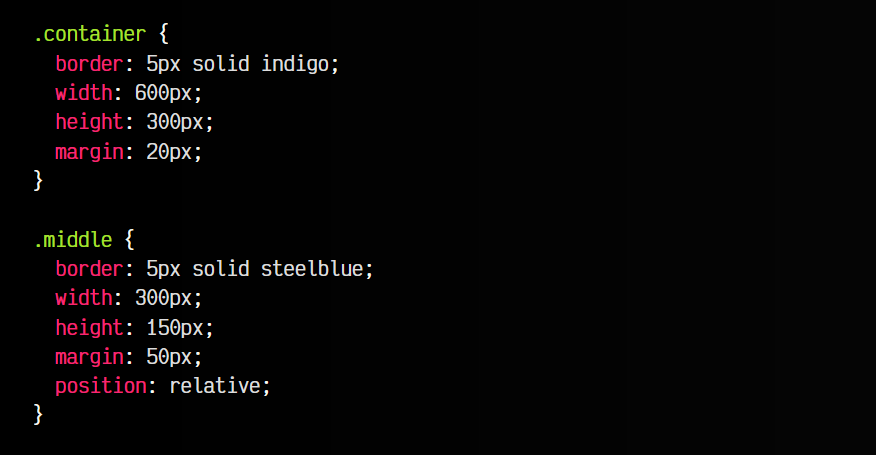 .container {
  border: 5px solid indigo;
  width: 600px;
  height: 300px;
  margin: 20px;
}

.middle {
  border: 5px solid steelblue;
  width: 300px;
  height: 150px;
  margin: 50px;
  position: relative;
}